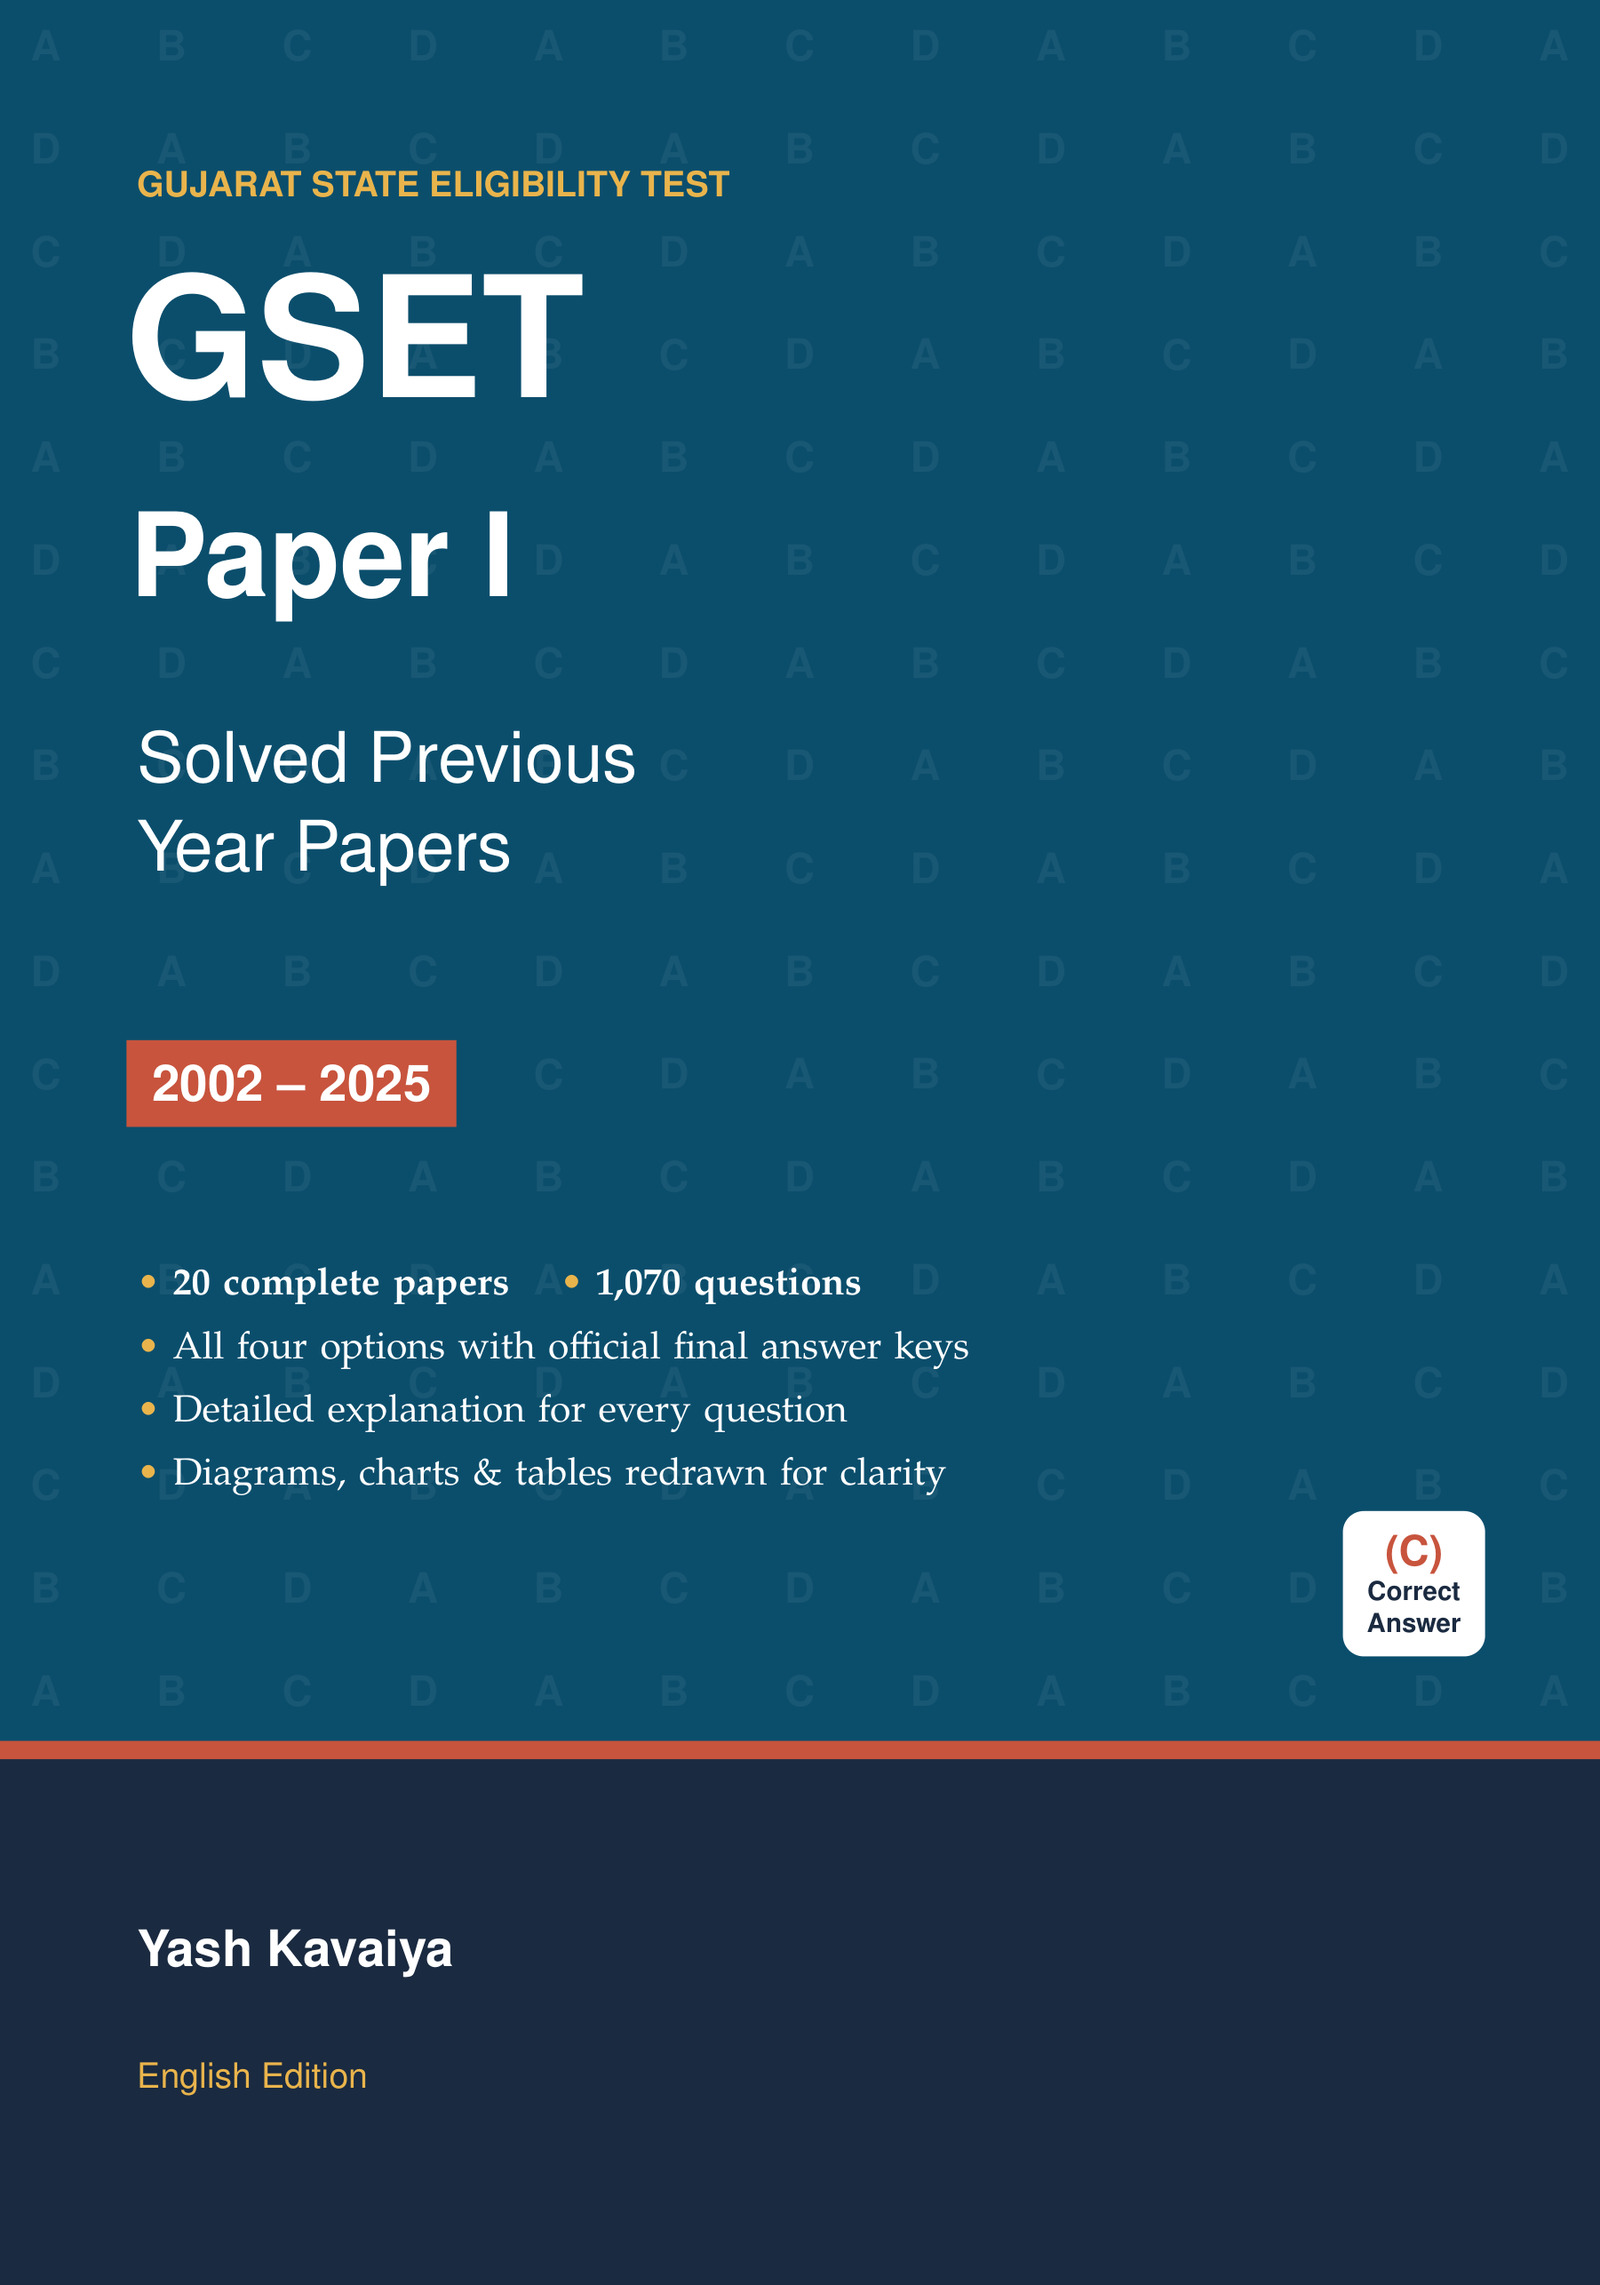 GUJARAT STATE ELIGIBILITY TEST
GSET
Paper I
Solved Previous
Year Papers
2002 – 2025
• 20 complete papers • 1,070 questions
• All four options with official final answer keys
• Detailed explanation for every question
• Diagrams, charts & tables redrawn for clarity
(C)
Correct
Answer
Yash Kavaiya
English Edition